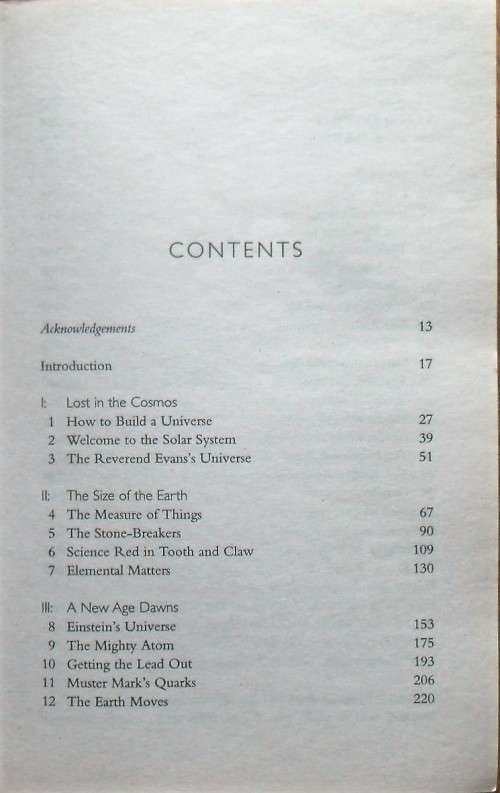 CONTENTS
Acknowledgements 13
Introduction 17
I: Lost in the Cosmos
1 How to Build a Universe 27
2 Welcome to the Solar System 39
3 The Reverend Evans's Universe 51
II: The Size of the Earth
4 The Measure of Things 67
5 The Stone-Breakers 90
6 Science Red in Tooth and Claw 109
7 Elemental Matters 130
III: A New Age Dawns
8 Einstein's Universe 153
9 The Mighty Atom 175
10 Getting the Lead Out 193
11 Muster Mark's Quarks 206
12 The Earth Moves 220